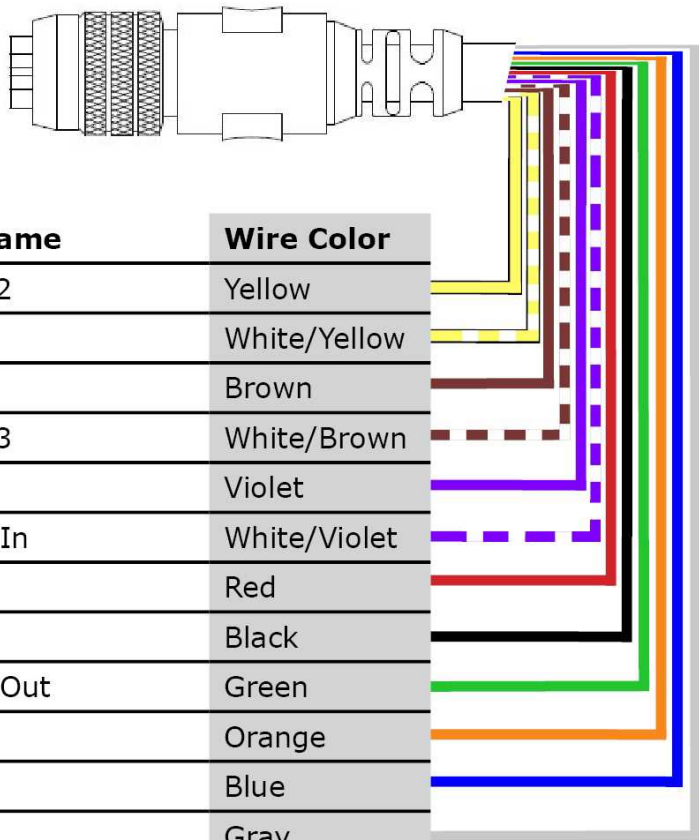 ame Wire Color
2 Yellow
White/Yellow
Brown
3 White/Brown
Violet
In White/Violet
Red
Black
Out Green
Orange
Blue
Gray